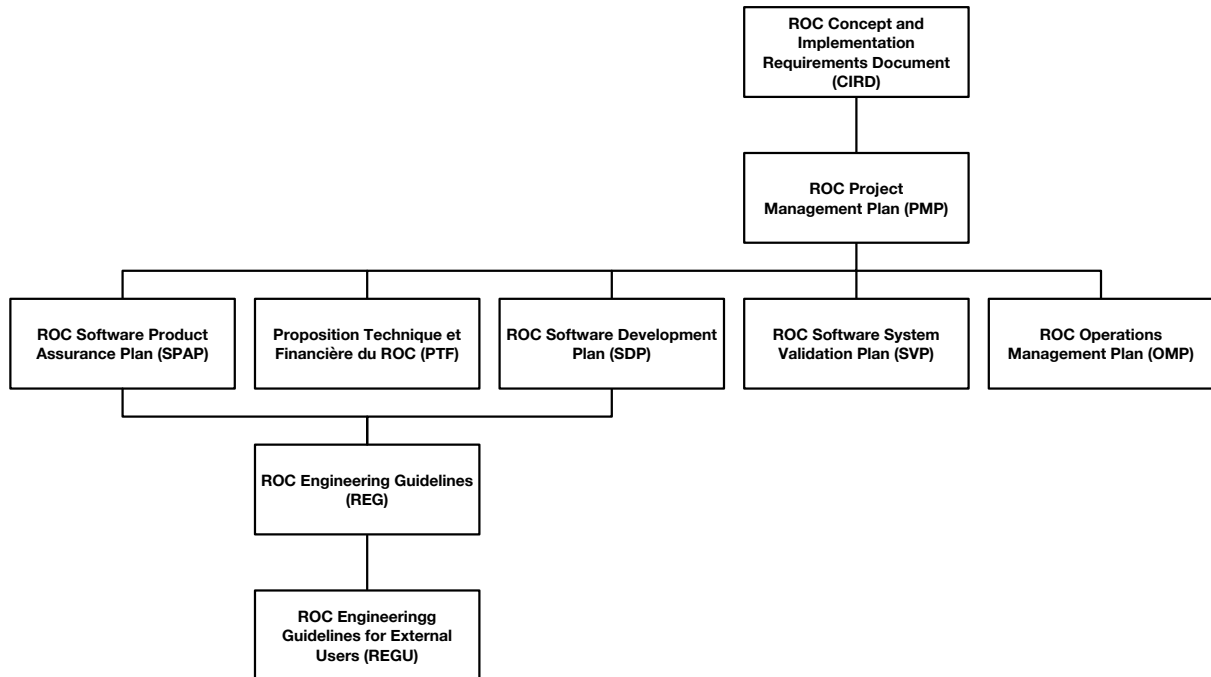 ROC Concept and
Implementation
Requirements Document
(CIRD)
ROC Project
Management Plan (PMP)
ROC Software Product
Assurance Plan (SPAP)
Proposition Technique et
Financière du ROC (PTF)
ROC Software Development
Plan (SDP)
ROC Software System
Validation Plan (SVP)
ROC Operations
Management Plan (OMP)
ROC Engineering Guidelines
(REG)
ROC Engineeringg
Guidelines for External
Users (REGU)